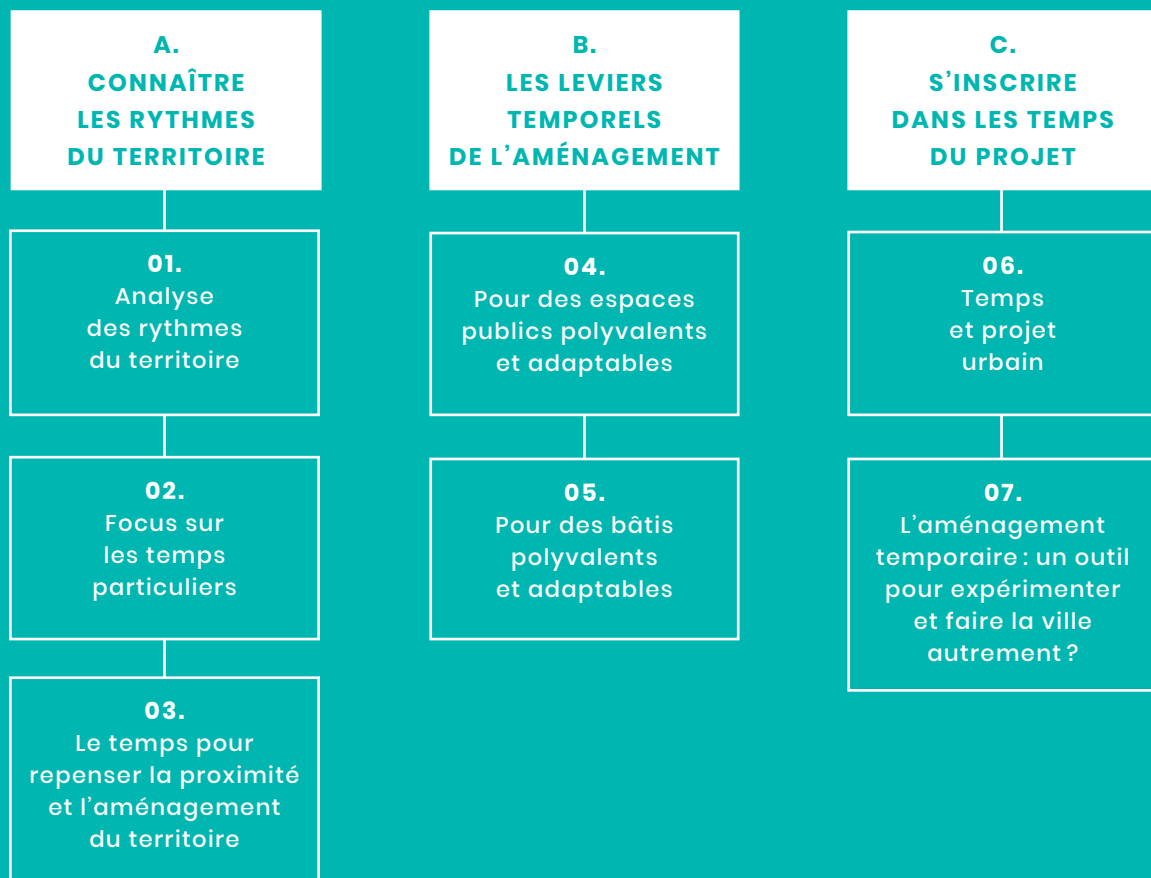 A.
CONNAÎTRE
LES RYTHMES
DU TERRITOIRE
01.
Analyse
des rythmes
du territoire
02.
Focus sur
les temps
particuliers
03.
Le temps pour
repenser la proximité
et l’aménagement
du territoire
B.
LES LEVIERS
TEMPORELS
DE L’AMÉNAGEMENT
04.
Pour des espaces
publics polyvalents
et adaptables
05.
Pour des bâtis
polyvalents
et adaptables
C.
S’INSCRIRE
DANS LES TEMPS
DU PROJET
06.
Temps
et projet
urbain
07.
L’aménagement
temporaire : un outil
pour expérimenter
et faire la ville
autrement ?